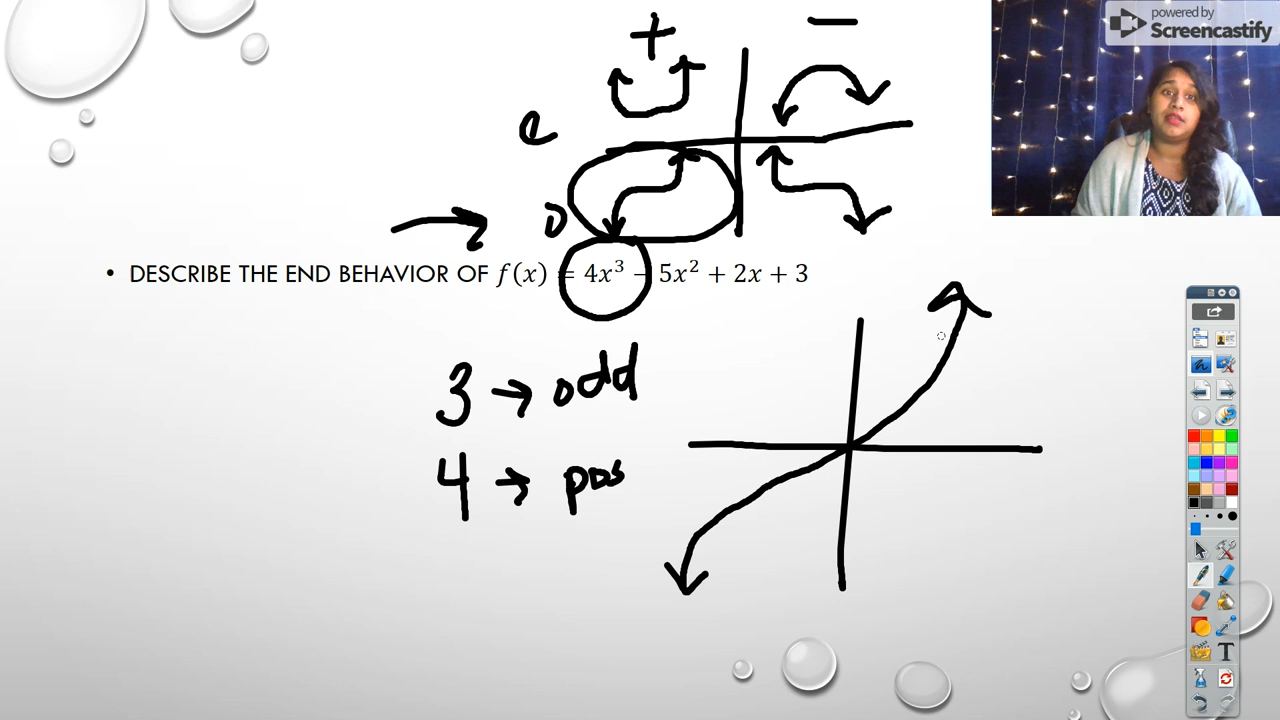 powered by
Screencastify
+ −
e
O
• DESCRIBE THE END BEHAVIOR OF f(x) = 4x³ − 5x² + 2x + 3
3 → odd
4 → pos
T